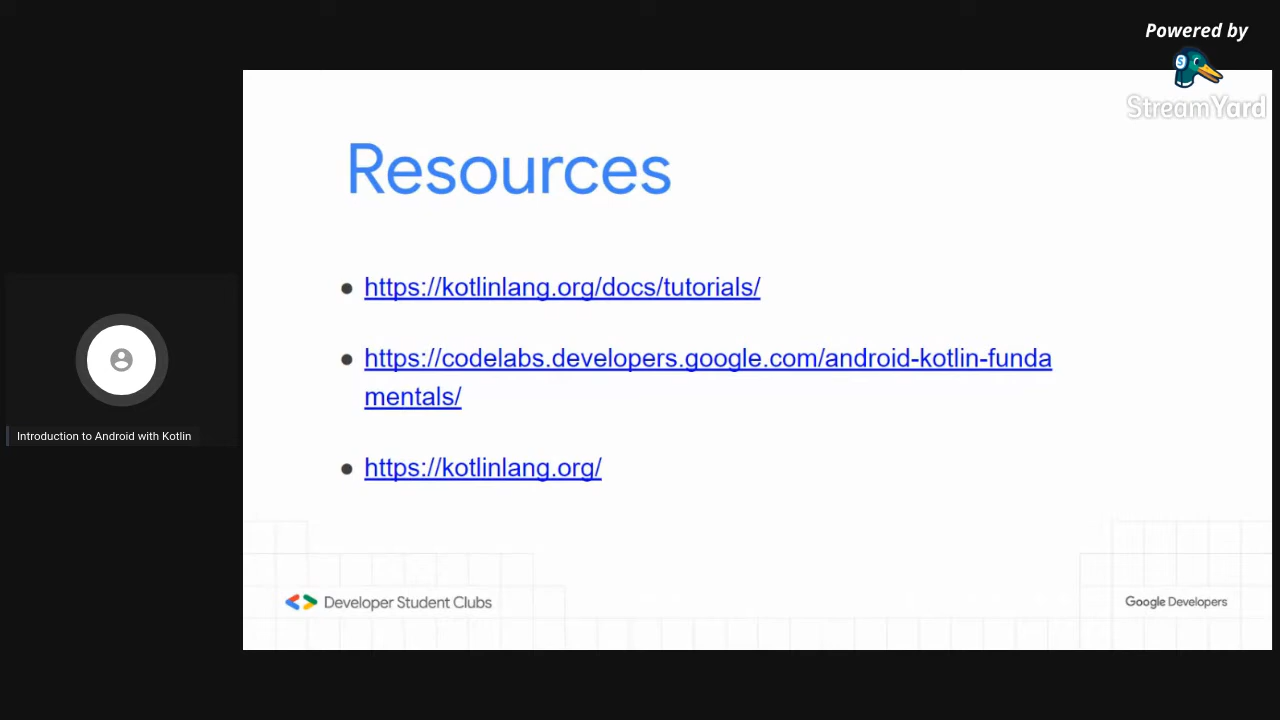 Powered by
StreamYard
Resources
https://kotlinlang.org/docs/tutorials/
https://codelabs.developers.google.com/android-kotlin-funda
mentals/
https://kotlinlang.org/
Introduction to Android with Kotlin
Developer Student Clubs
Google Developers